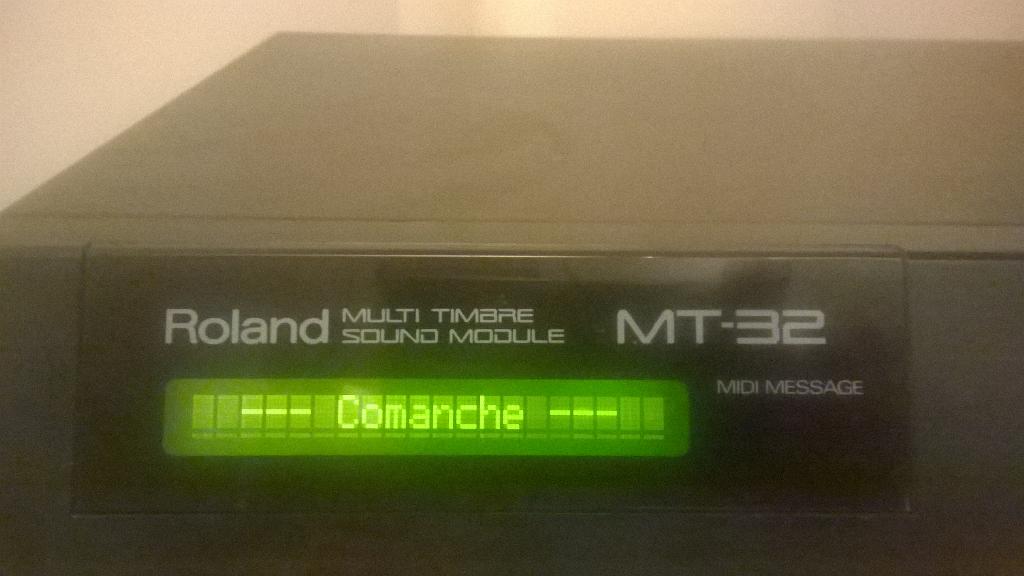 Roland MULTI TIMBRE SOUND MODULE MT-32
MIDI MESSAGE
--- Comanche ---